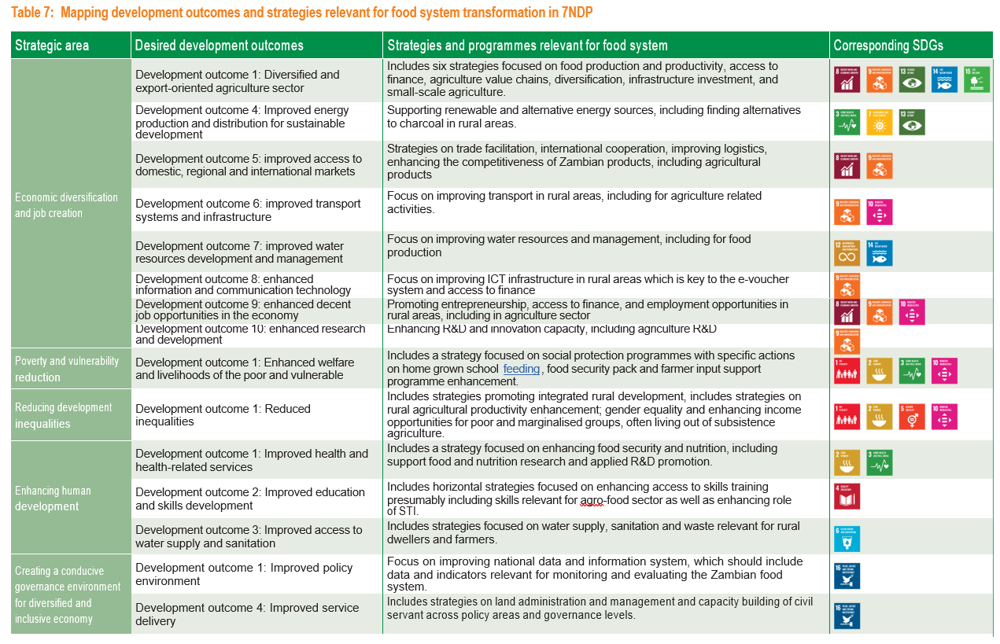 Table 7: Mapping development outcomes and strategies relevant for food system transformation in 7NDP
Strategic area
Desired development outcomes
Strategies and programmes relevant for food system
Corresponding SDGs
Economic diversification
and job creation
Development outcome 1: Diversified and
export-oriented agriculture sector
Includes six strategies focused on food production and productivity, access to
finance, agriculture value chains, diversification, infrastructure investment, and
small-scale agriculture.
8
9
13
14
15
Development outcome 4: Improved energy
production and distribution for sustainable
development
Supporting renewable and alternative energy sources, including finding alternatives
to charcoal in rural areas.
3
7
13
Development outcome 5: improved access to
domestic, regional and international markets
Strategies on trade facilitation, international cooperation, improving logistics,
enhancing the competitiveness of Zambian products, including agricultural
products
8
9
Development outcome 6: improved transport
systems and infrastructure
Focus on improving transport in rural areas, including for agriculture related
activities.
9
10
Development outcome 7: improved water
resources development and management
Focus on improving water resources and management, including for food
production
12
14
Development outcome 8: enhanced
information and communication technology
Focus on improving ICT infrastructure in rural areas which is key to the e-voucher
system and access to finance
9
Development outcome 9: enhanced decent
job opportunities in the economy
Promoting entrepreneurship, access to finance, and employment opportunities in
rural areas, including in agriculture sector
8
9
10
Development outcome 10: enhanced research
and development
Enhancing R&D and innovation capacity, including agriculture R&D
9
Poverty and vulnerability
reduction
Development outcome 1: Enhanced welfare
and livelihoods of the poor and vulnerable
Includes a strategy focused on social protection programmes with specific actions
on home grown school feeding, food security pack and farmer input support
programme enhancement.
1
2
3
10
Reducing development
inequalities
Development outcome 1: Reduced
inequalities
Includes strategies promoting integrated rural development, includes strategies on
rural agricultural productivity enhancement; gender equality and enhancing income
opportunities for poor and marginalised groups, often living out of subsistence
agriculture.
1
2
5
10
Enhancing human
development
Development outcome 1: Improved health and
health-related services
Includes a strategy focused on enhancing food security and nutrition, including
support food and nutrition research and applied R&D promotion.
2
3
Development outcome 2: Improved education
and skills development
Includes horizontal strategies focused on enhancing access to skills training
presumably including skills relevant for agro-food sector as well as enhancing role
of STI.
4
Development outcome 3: Improved access to
water supply and sanitation
Includes strategies focused on water supply, sanitation and waste relevant for rural
dwellers and farmers.
6
Creating a conducive
governance environment
for diversified and
inclusive economy
Development outcome 1: Improved policy
environment
Focus on improving national data and information system, which should include
data and indicators relevant for monitoring and evaluating the Zambian food
system.
16
Development outcome 4: Improved service
delivery
Includes strategies on land administration and management and capacity building of civil
servant across policy areas and governance levels.
16